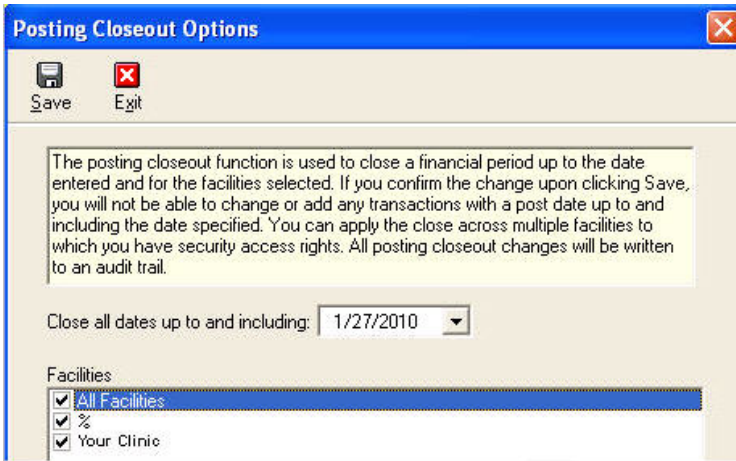 Posting Closeout Options
Save Exit
The posting closeout function is used to close a financial period up to the date
entered and for the facilities selected. If you confirm the change upon clicking Save,
you will not be able to change or add any transactions with a post date up to and
including the date specified. You can apply the close across multiple facilities to
which you have security access rights. All posting closeout changes will be written
to an audit trail.
Close all dates up to and including: 1/27/2010
Facilities
All Facilities
%
Your Clinic